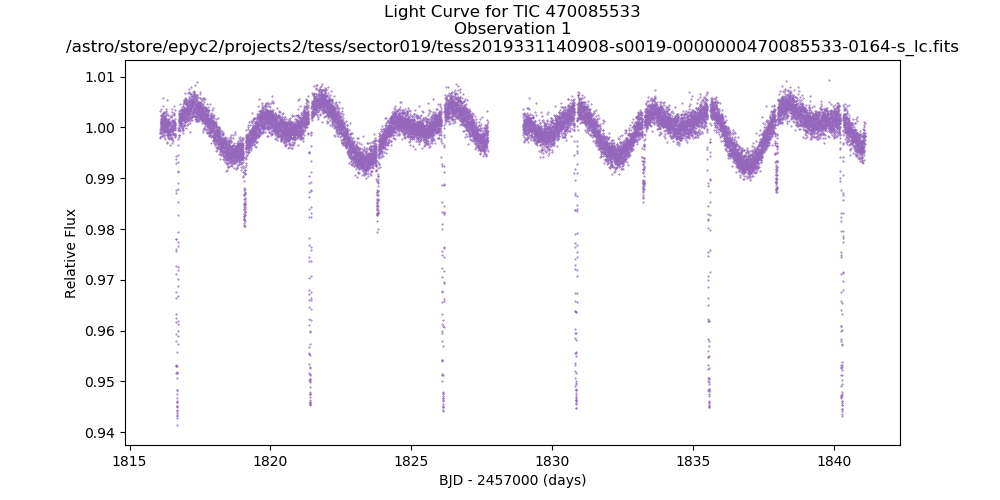 Light Curve for TIC 470085533
Observation 1
/astro/store/epyc2/projects2/tess/sector019/tess2019331140908-s0019-0000000470085533-0164-s_lc.fits
1.01
1.00
0.99
0.98
0.97
0.96
0.95
0.94
Relative Flux
1815
1820
1825
1830
1835
1840
BJD - 2457000 (days)